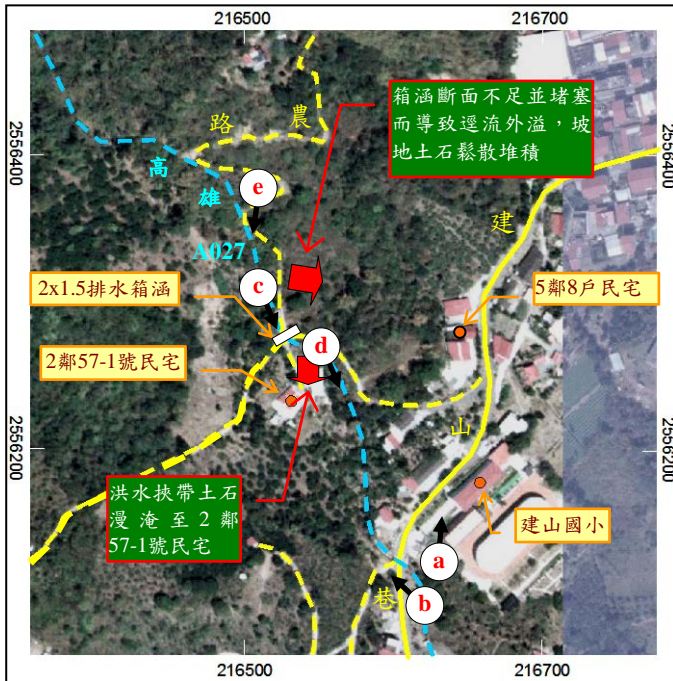 216500
216700
2556400
2556400
箱涵斷面不足並堵塞
而導致逕流外溢，坡
地土石鬆散堆積
農
路
高
雄
A027
e
建
2x1.5排水箱涵
c
5鄰8戶民宅
2鄰57-1號民宅
d
山
2556200
2556200
洪水挾帶土石
漫淹至2鄰
57-1號民宅
建山國小
a
b
巷
216500
216700